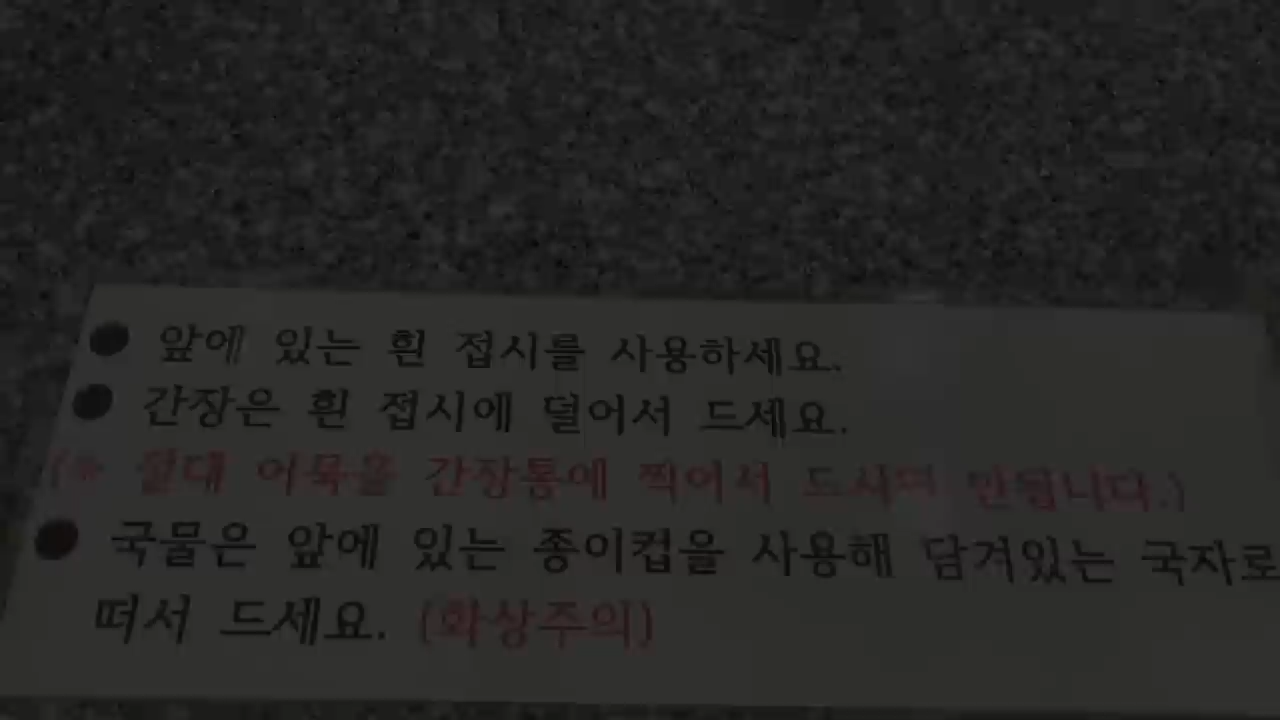 ● 앞에 있는 흰 접시를 사용하세요.
● 간장은 흰 접시에 덜어서 드세요.
(※ 절대 어묵을 간장통에 찍어서 드시면 안됩니다.)
● 국물은 앞에 있는 종이컵을 사용해 담겨있는 국자로
떠서 드세요. (화상주의)